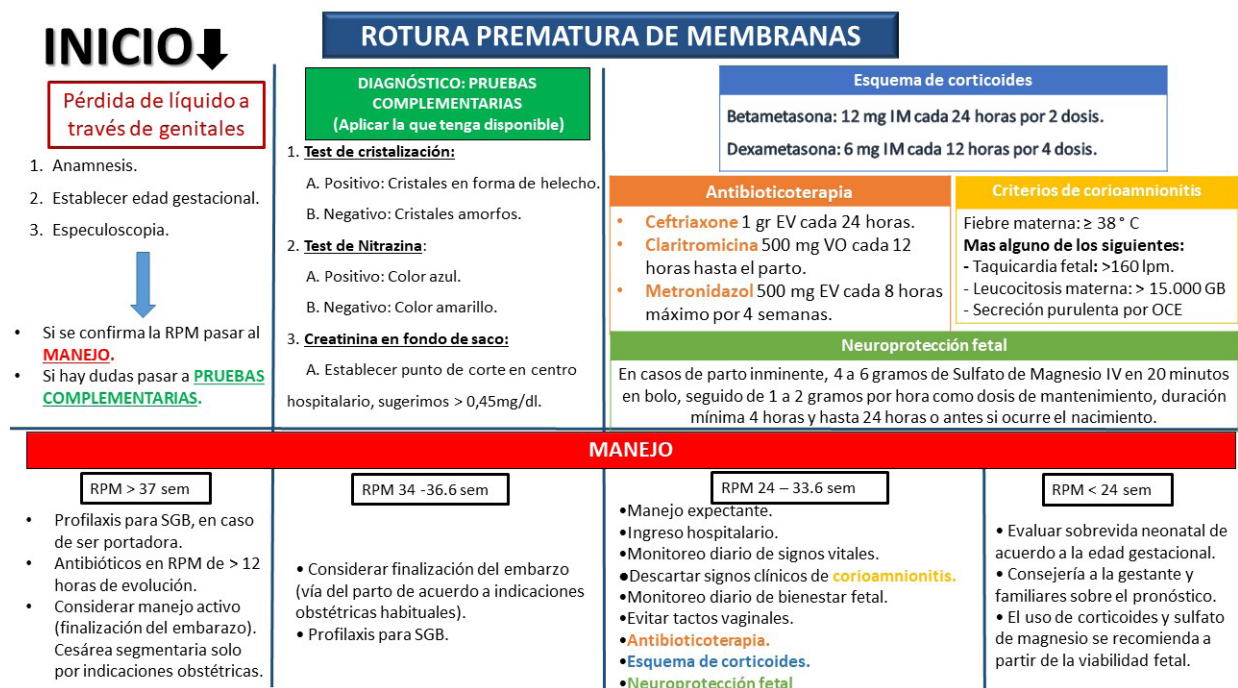 INICIO
ROTURA PREMATURA DE MEMBRANAS
Pérdida de líquido a
través de genitales
1. Anamnesis.
2. Establecer edad gestacional.
3. Especuloscopia.
• Si se confirma la RPM pasar al
MANEJO.
• Si hay dudas pasar a PRUEBAS
COMPLEMENTARIAS.
DIAGNÓSTICO: PRUEBAS
COMPLEMENTARIAS
(Aplicar la que tenga disponible)
1. Test de cristalización:
A. Positivo: Cristales en forma de helecho.
B. Negativo: Cristales amorfos.
2. Test de Nitrazina:
A. Positivo: Color azul.
B. Negativo: Color amarillo.
3. Creatinina en fondo de saco:
A. Establecer punto de corte en centro
hospitalario, sugerimos > 0,45mg/dl.
Esquema de corticoides
Betametasona: 12 mg IM cada 24 horas por 2 dosis.
Dexametasona: 6 mg IM cada 12 horas por 4 dosis.
Antibioticoterapia
• Ceftriaxone 1 gr EV cada 24 horas.
• Claritromicina 500 mg VO cada 12
horas hasta el parto.
• Metronidazol 500 mg EV cada 8 horas
máximo por 4 semanas.
Criterios de corioamnionitis
Fiebre materna: ≥ 38 ° C
Mas alguno de los siguientes:
- Taquicardia fetal: >160 lpm.
- Leucocitosis materna: > 15.000 GB
- Secreción purulenta por OCE
Neuroprotección fetal
En casos de parto inminente, 4 a 6 gramos de Sulfato de Magnesio IV en 20 minutos
en bolo, seguido de 1 a 2 gramos por hora como dosis de mantenimiento, duración
mínima 4 horas y hasta 24 horas o antes si ocurre el nacimiento.
MANEJO
RPM > 37 sem
• Profilaxis para SGB, en caso
de ser portadora.
• Antibióticos en RPM de > 12
horas de evolución.
• Considerar manejo activo
(finalización del embarazo).
Cesárea segmentaria solo
por indicaciones obstétricas.
RPM 34 -36.6 sem
• Considerar finalización del embarzo
(vía del parto de acuerdo a indicaciones
obstétricas habituales).
• Profilaxis para SGB.
RPM 24 – 33.6 sem
•Manejo expectante.
•Ingreso hospitalario.
•Monitoreo diario de signos vitales.
•Descartar signos clínicos de corioamnionitis.
•Monitoreo diario de bienestar fetal.
•Evitar tactos vaginales.
•Antibioticoterapia.
•Esquema de corticoides.
•Neuroprotección fetal
RPM < 24 sem
• Evaluar sobrevida neonatal de
acuerdo a la edad gestacional.
• Consejería a la gestante y
familiares sobre el pronóstico.
• El uso de corticoides y sulfato
de magnesio se recomienda a
partir de la viabilidad fetal.